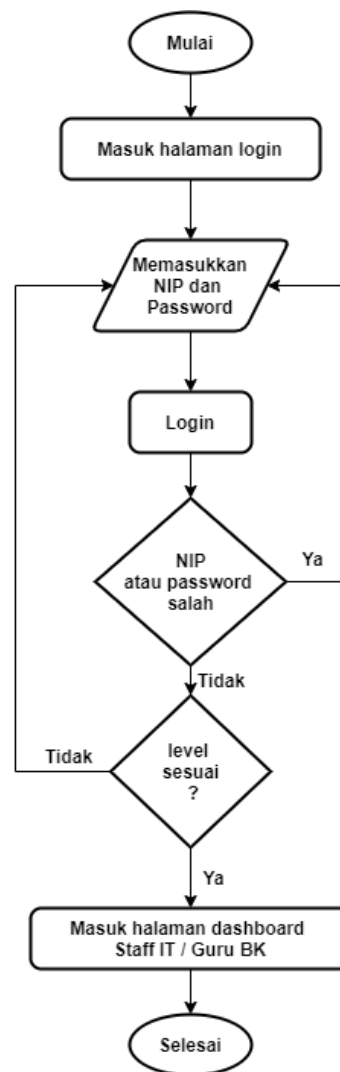 Mulai
Masuk halaman login
Memasukkan
NIP dan
Password
Login
NIP
atau password
salah
Ya
Tidak
level
sesuai
?
Tidak
Ya
Masuk halaman dashboard
Staff IT / Guru BK
Selesai